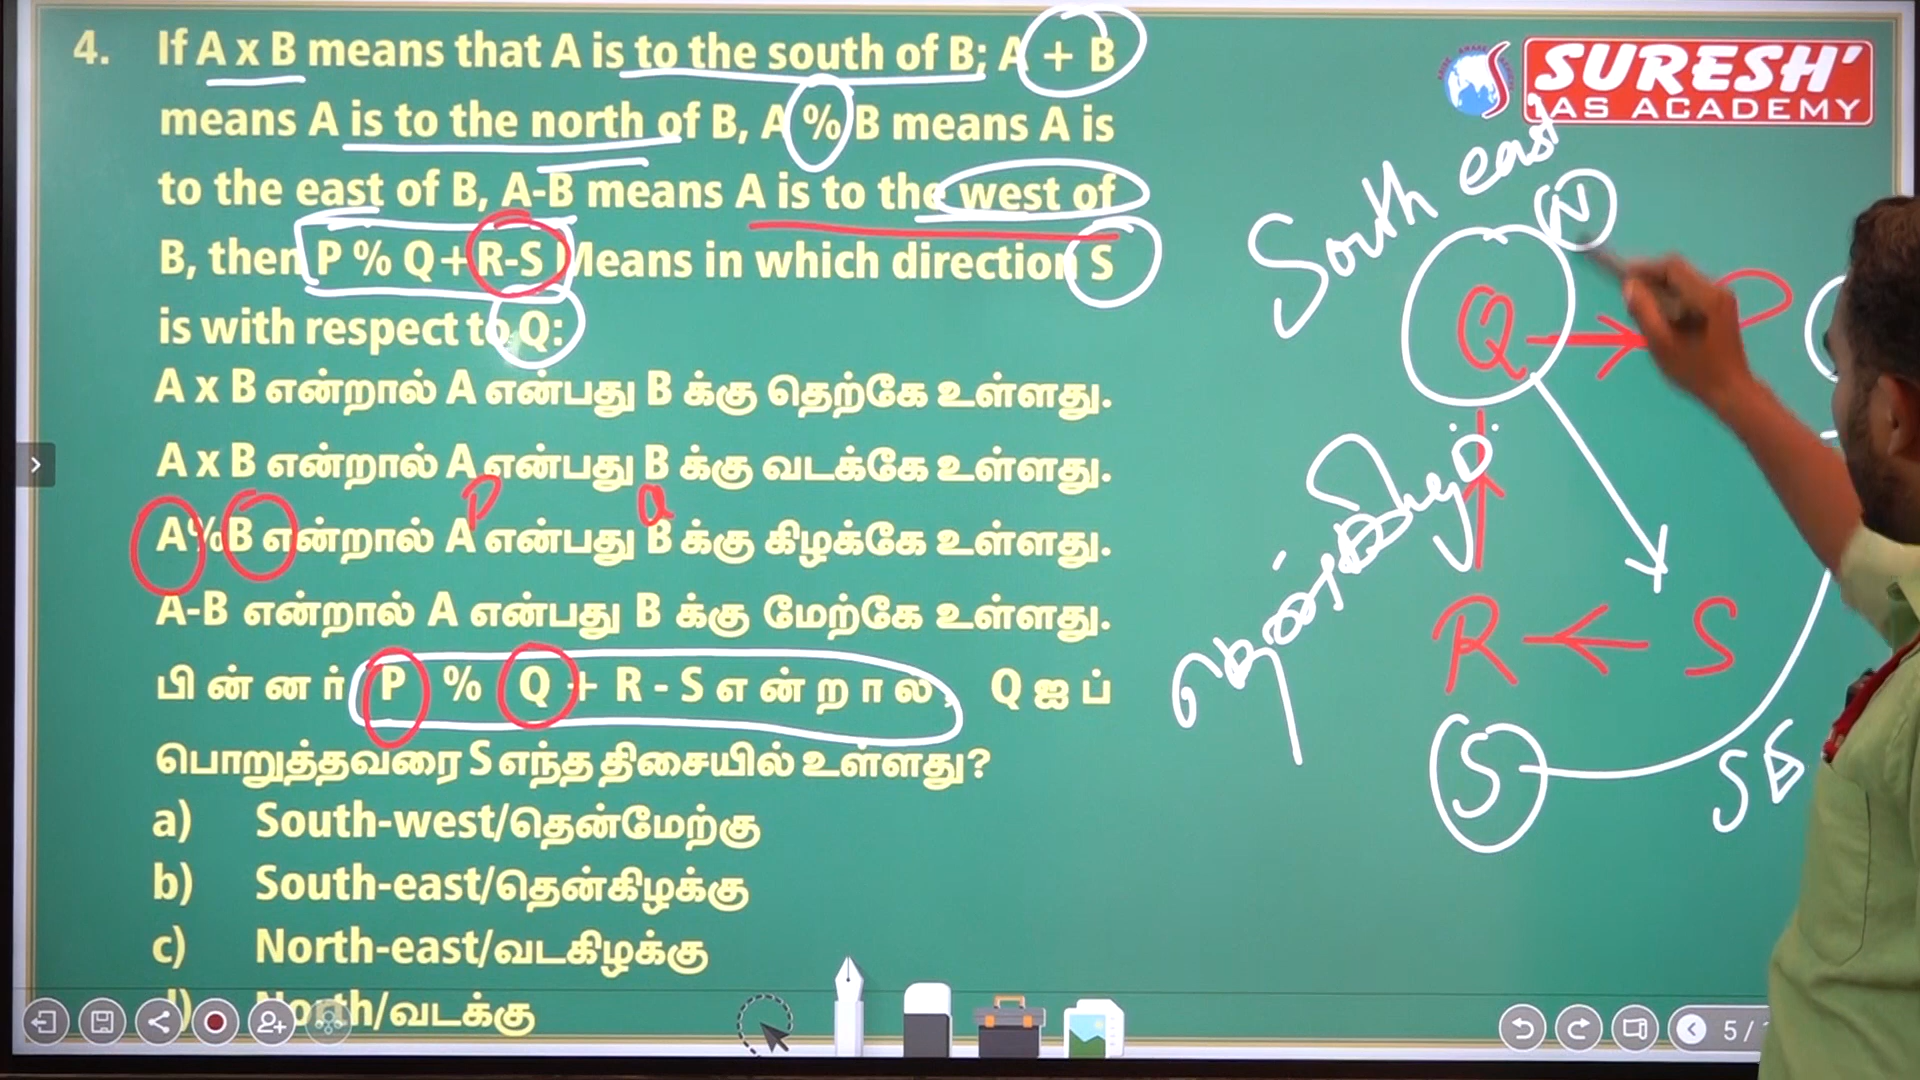 4. If A x B means that A is to the south of B; A + B
means A is to the north of B, A % B means A is
to the east of B, A-B means A is to the west of
B, then P % Q+R-S Means in which direction S
is with respect to Q:
A x B என்றால் A என்பது B க்கு தெற்கே உள்ளது.
A x B என்றால் A என்பது B க்கு வடக்கே உள்ளது.
P Q
A%B என்றால் A என்பது B க்கு கிழக்கே உள்ளது.
A-B என்றால் A என்பது B க்கு மேற்கே உள்ளது.
பின்னர் P % Q + R - S என்றால், Q ஐப்
பொறுத்தவரை S எந்த திசையில் உள்ளது?
a) South-west/தென்மேற்கு
b) South-east/தென்கிழக்கு
c) North-east/வடகிழக்கு
d) North/வடக்கு
SURESH'
IAS ACADEMY
South east
N
Q
R S
S
SE
5 /